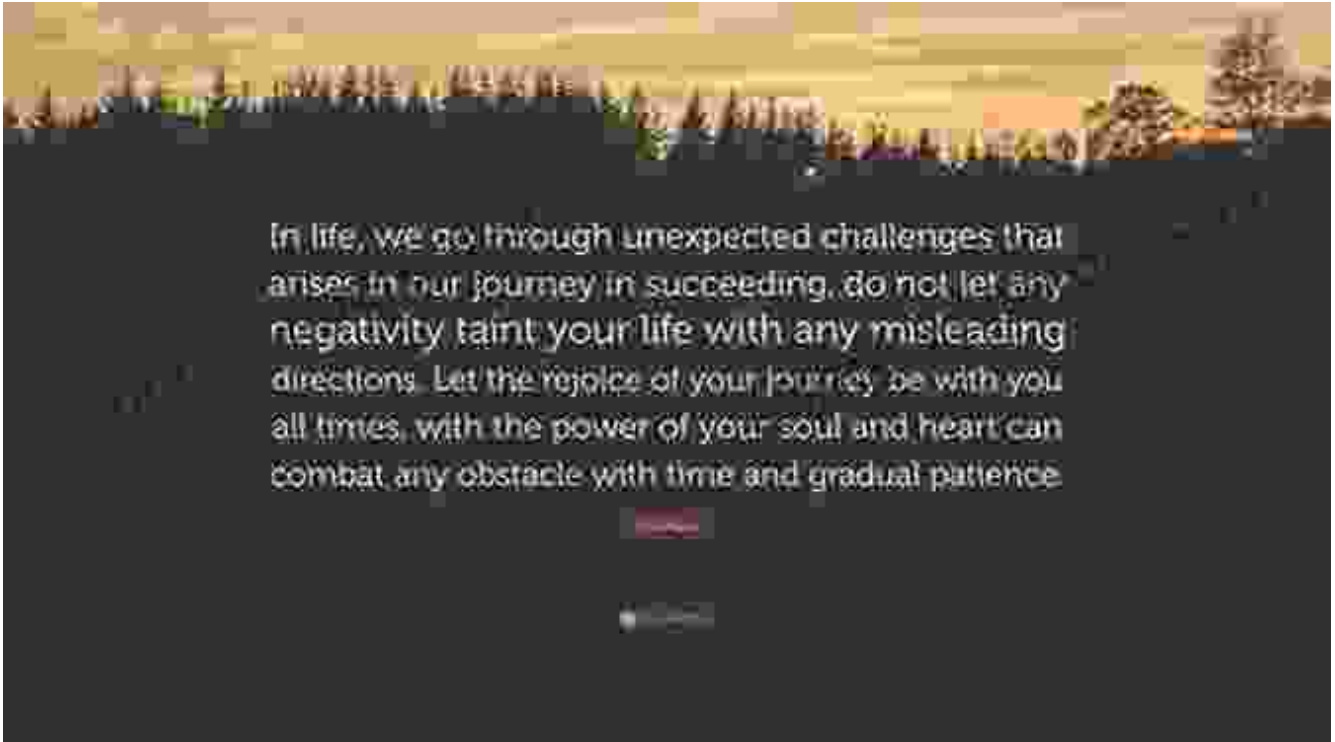 In life, we go through unexpected challenges that
arises in our journey in succeeding, do not let any
negativity taint your life with any misleading
directions. Let the rejoice of your journey be with you
all times, with the power of your soul and heart can
combat any obstacle with time and gradual patience.